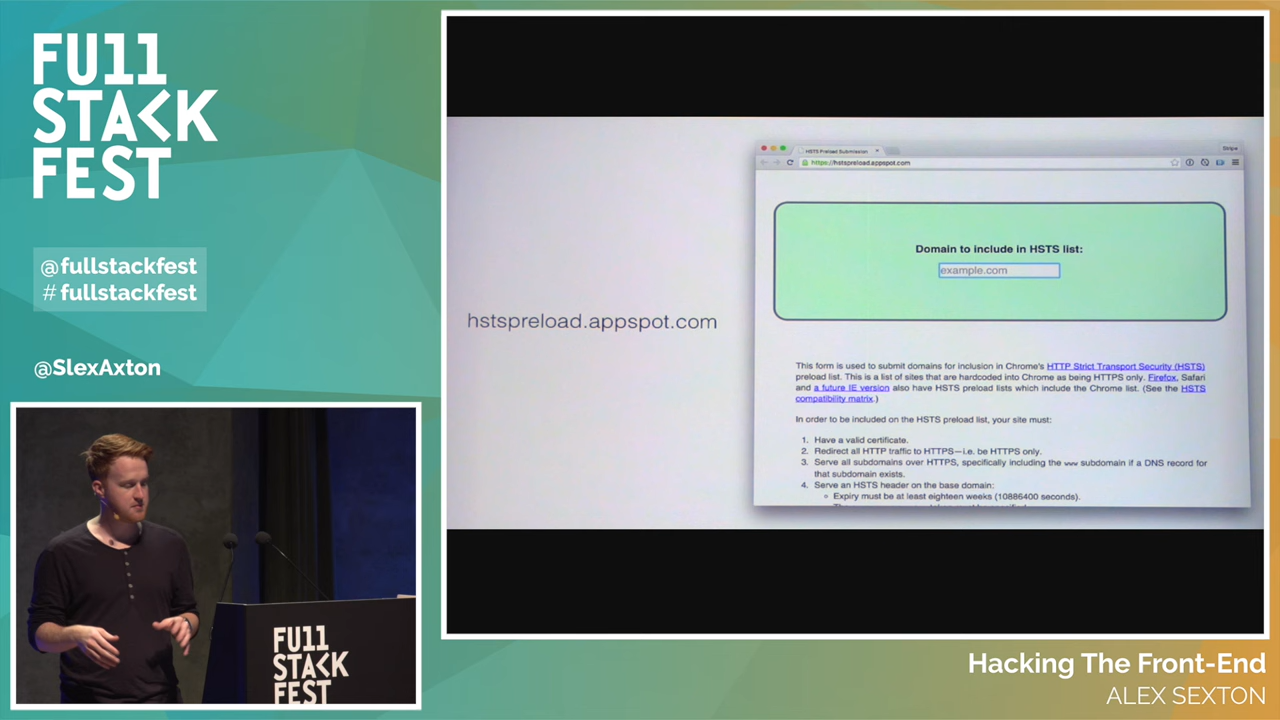 FULL
STACK
FEST
@fullstackfest
# fullstackfest
@SlexAxton
FULL
STACK
FEST
hstspreload.appspot.com
HSTS Preload Submission
Stripe
https://hstspreload.appspot.com
Domain to include in HSTS list:
example.com
This form is used to submit domains for inclusion in Chrome's HTTP Strict Transport Security (HSTS)
preload list. This is a list of sites that are hardcoded into Chrome as being HTTPS only. Firefox, Safari
and a future IE version also have HSTS preload lists which include the Chrome list. (See the HSTS
compatibility matrix.)
In order to be included on the HSTS preload list, your site must:
1. Have a valid certificate.
2. Redirect all HTTP traffic to HTTPS—i.e. be HTTPS only.
3. Serve all subdomains over HTTPS, specifically including the www subdomain if a DNS record for
that subdomain exists.
4. Serve an HSTS header on the base domain:
Expiry must be at least eighteen weeks (10886400 seconds).
Hacking The Front-End
ALEX SEXTON